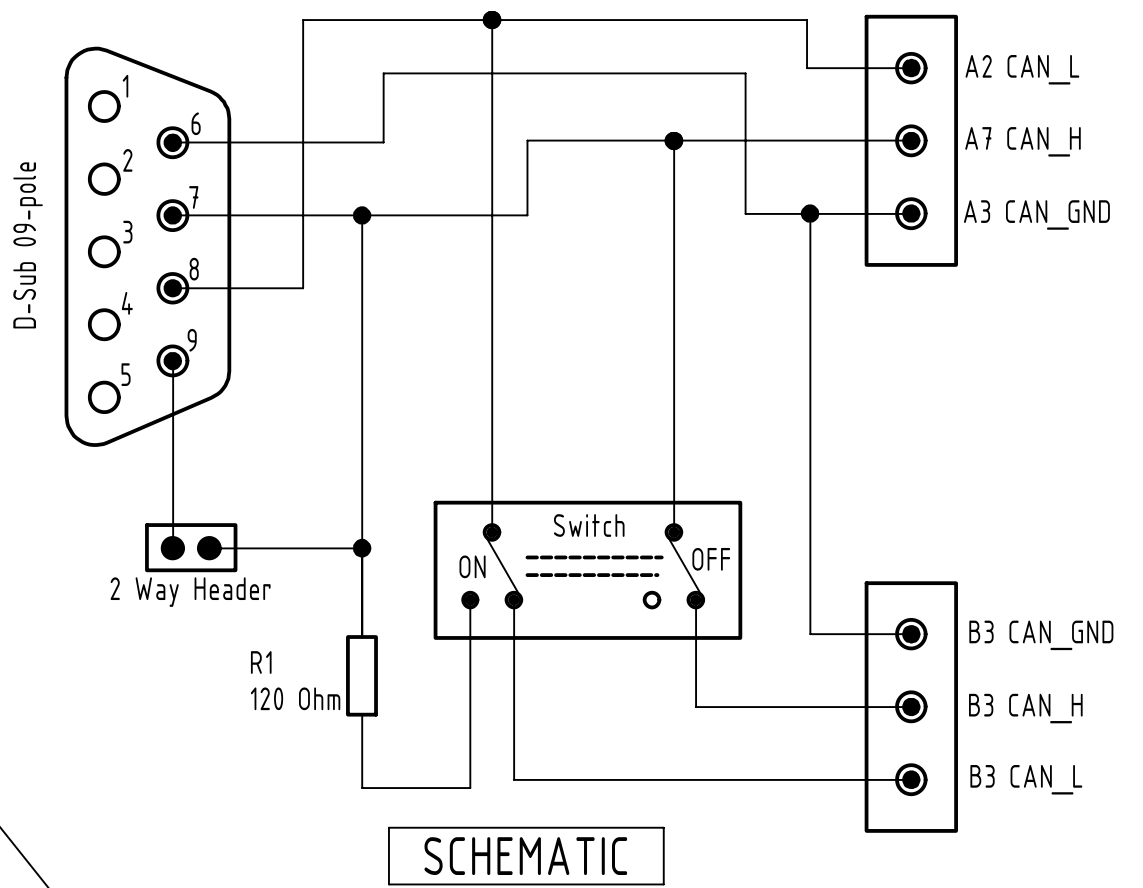 D-Sub 09-pole
1
2
3
4
5
6
7
8
9
2 Way Header
R1
120 Ohm
Switch
ON
OFF
A2 CAN_L
A7 CAN_H
A3 CAN_GND
B3 CAN_GND
B3 CAN_H
B3 CAN_L
SCHEMATIC